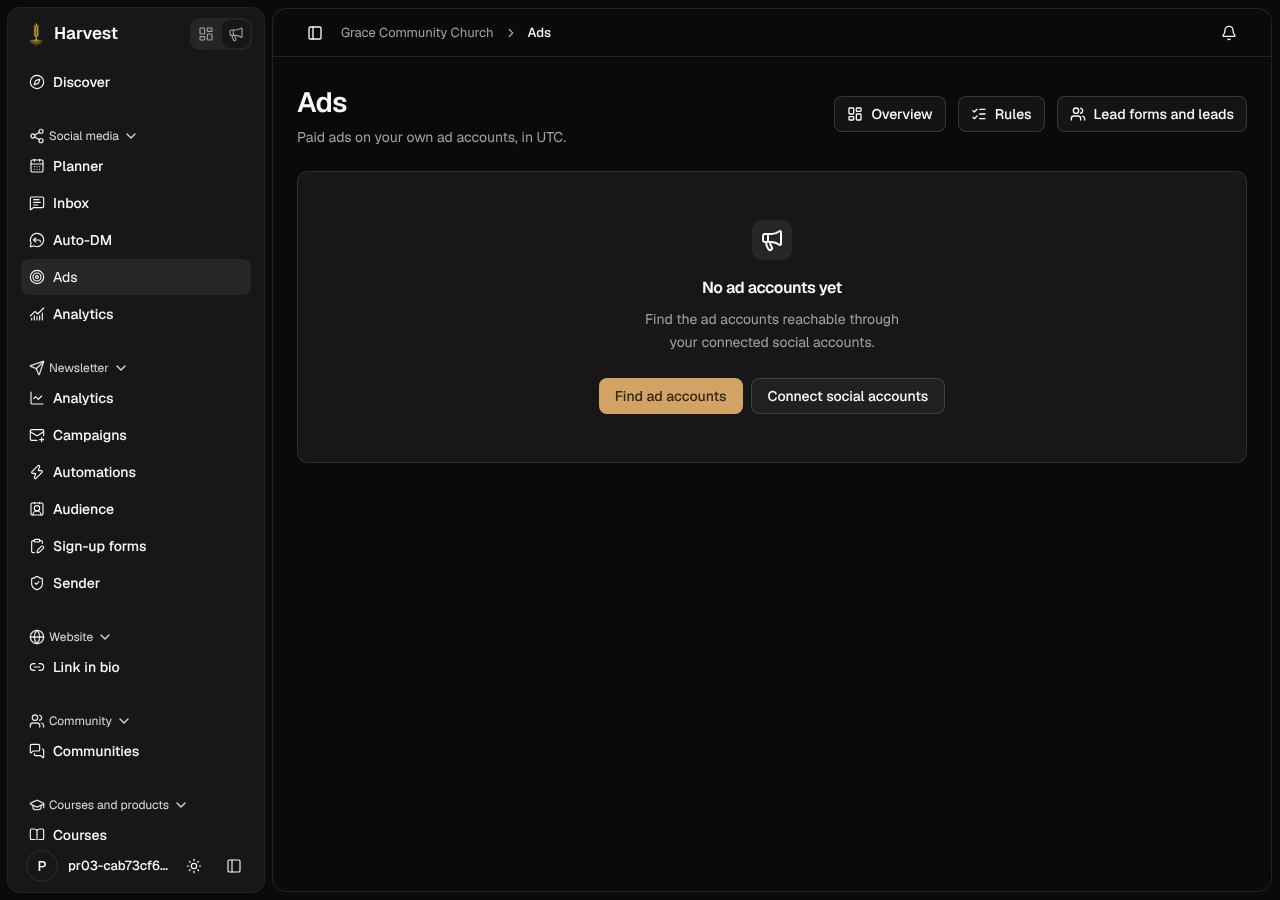 Harvest
Discover
Social media
Planner
Inbox
Auto-DM
Ads
Analytics
Newsletter
Analytics
Campaigns
Automations
Audience
Sign-up forms
Sender
Website
Link in bio
Community
Communities
Courses and products
Courses
P
pr03-cab73cf6...
Grace Community Church
Ads
Ads
Paid ads on your own ad accounts, in UTC.
Overview
Rules
Lead forms and leads
No ad accounts yet
Find the ad accounts reachable through
your connected social accounts.
Find ad accounts
Connect social accounts